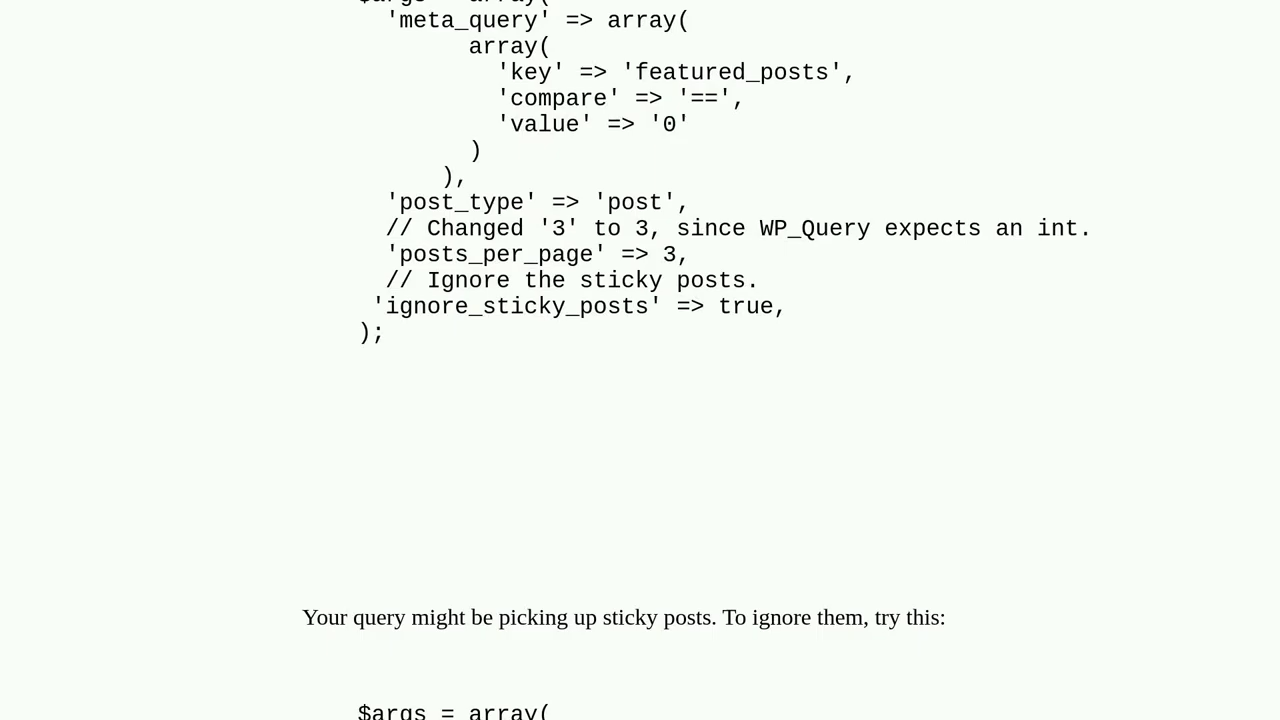 $args = array(
'meta_query' => array(
array(
'key' => 'featured_posts',
'compare' => '==',
'value' => '0'
)
),
'post_type' => 'post',
// Changed '3' to 3, since WP_Query expects an int.
'posts_per_page' => 3,
// Ignore the sticky posts.
'ignore_sticky_posts' => true,
);
Your query might be picking up sticky posts. To ignore them, try this:
$args = array(